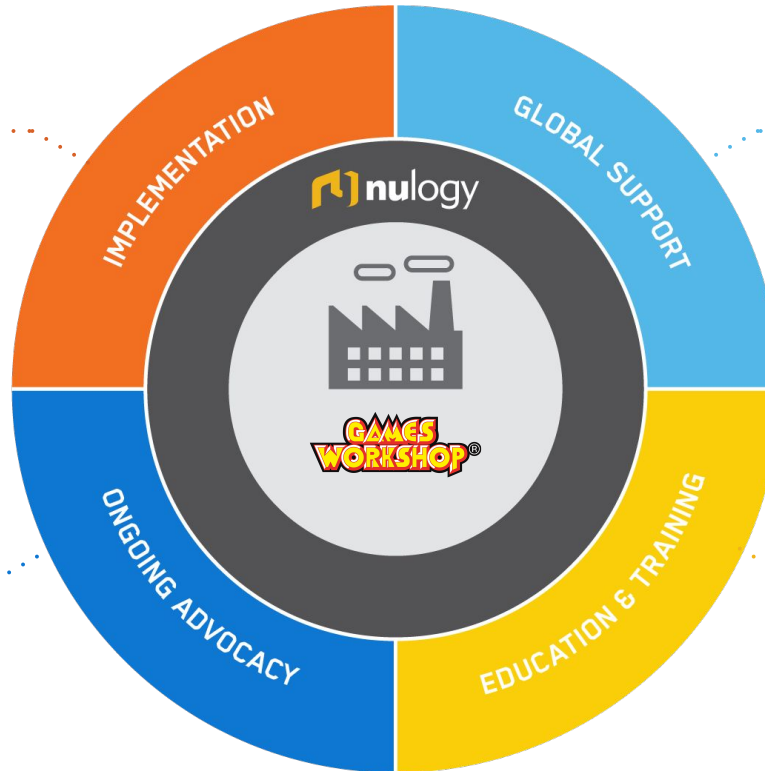 IMPLEMENTATION
GLOBAL SUPPORT
nulogy
GAMES
WORKSHOP®
ONGOING ADVOCACY
EDUCATION & TRAINING